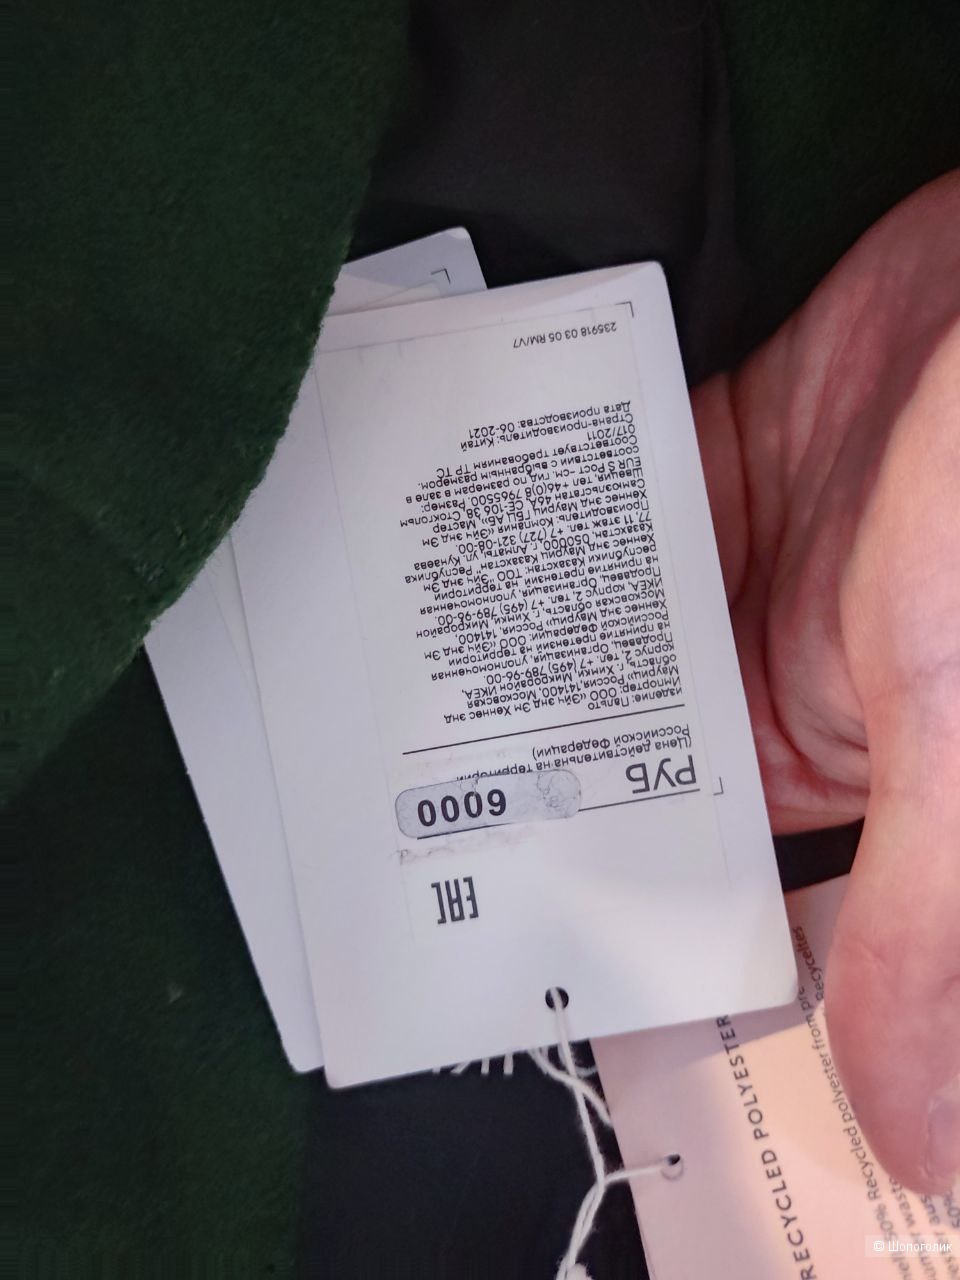 EAC
РУБ 6000
(Цена действительна на территории
Российской Федерации)
изделие: Пальто
Импортер: ООО «Эйч энд Эм Хеннес энд
Мауриц» Россия,141400, Московская
область, г. Химки, Микрорайон ИКЕА,
корпус 2, тел. +7(495)789-96-00.
Продавец, Организация, уполномоченная
на принятие претензий на территории
Российской Федерации: ООО «Эйч энд Эм
Хеннес энд Мауриц» Россия, 141400,
Московская область, г. Химки, Микрорайон
ИКЕА, корпус 2, тел. +7 (495) 789-96-00.
Продавец, Организация, уполномоченная
на принятие претензий на территории
республики Казахстан: ТОО "Эйч энд Эм
Хеннес энд Мауриц Казахстан" Республика
Казахстан, 050000, г. Алматы, ул. Кунаева
77, 11 этаж тел. +7 (727) 321-08-00.
Производитель: Компания «Эйч энд Эм
Хеннес энд Мауриц ГБЦ АБ», Мастер
Самюэльсгатан 46А, СЕ-106 38 Стокгольм
Швеция, тел +46(0)8 7965500. Размер:
EUR S Рост - см. гид по размерам в зале в
соответствии с выбранным размером.
Соответствует требованиям ТР ТС
017/2011
Страна-производитель: Китай
Дата производства: 06-2021
235918 03 05 RM/V7
RECYCLED POLYESTER
50% Recycled polyester from pre
© Шопоголик